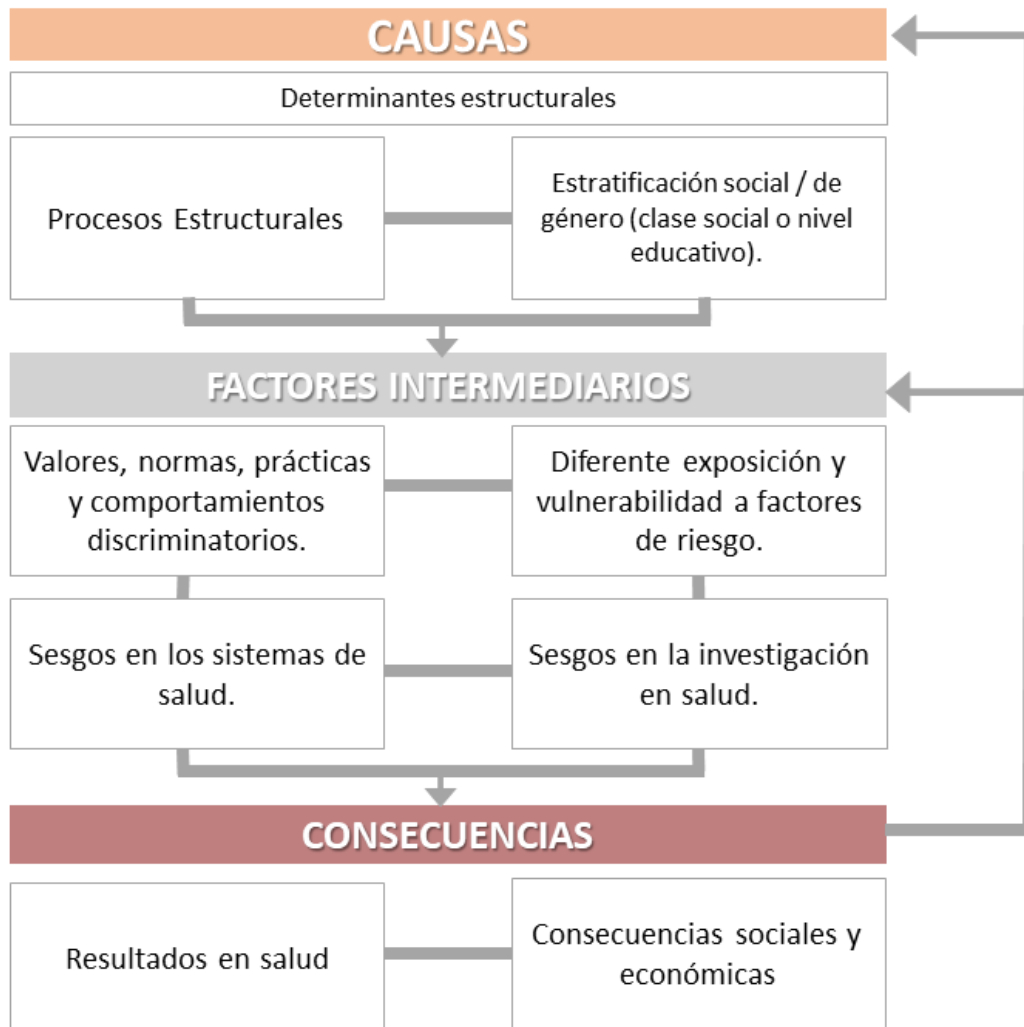 CAUSAS
Determinantes estructurales
Procesos Estructurales
Estratificación social / de
género (clase social o nivel
educativo).
FACTORES INTERMEDIARIOS
Valores, normas, prácticas
y comportamientos
discriminatorios.
Diferente exposición y
vulnerabilidad a factores
de riesgo.
Sesgos en los sistemas de
salud.
Sesgos en la investigación
en salud.
CONSECUENCIAS
Resultados en salud
Consecuencias sociales y
económicas